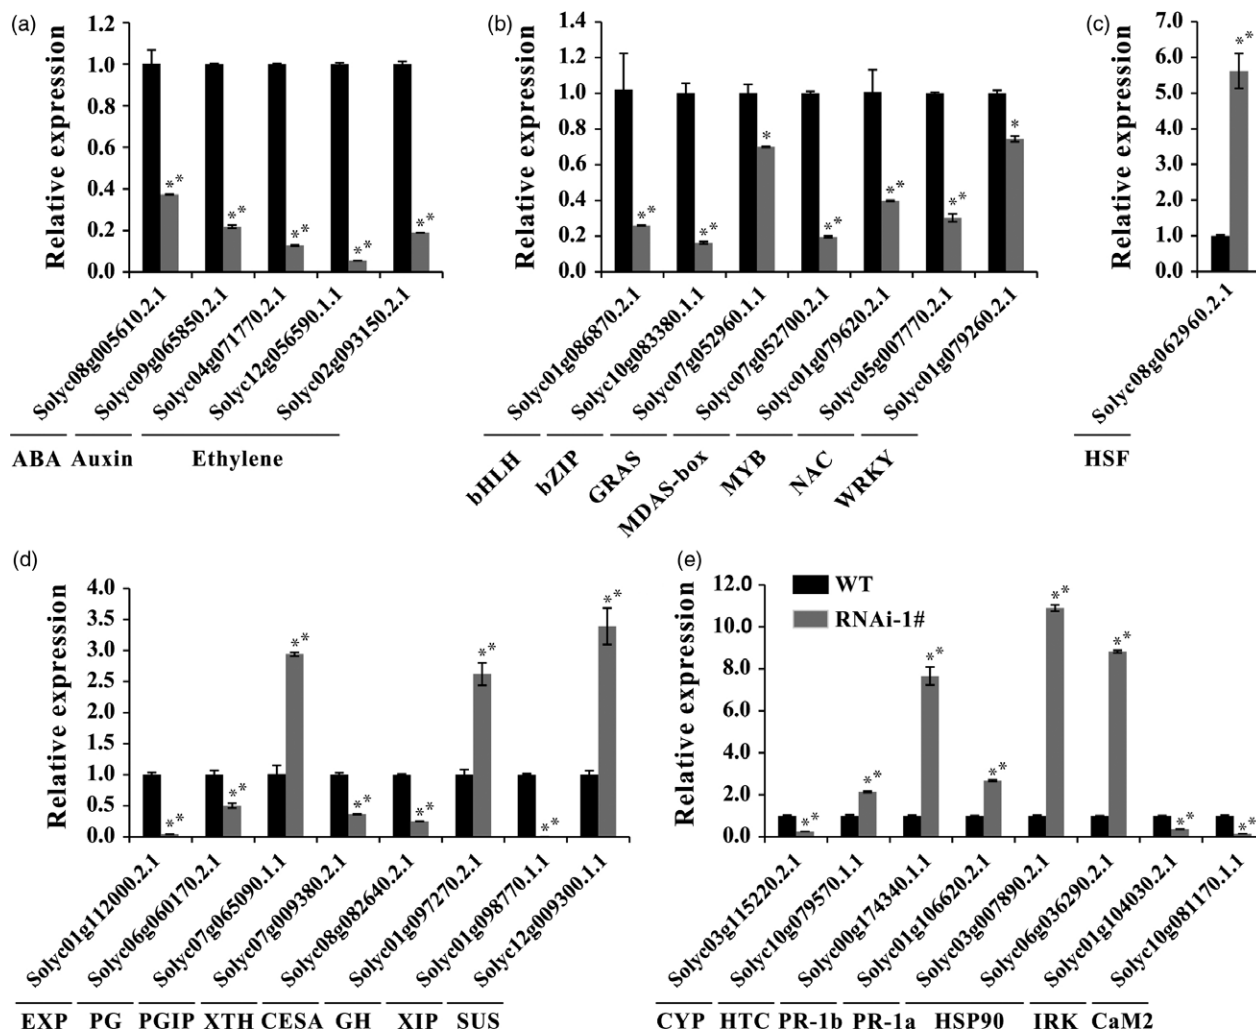 (a)
Relative expression
1.2
1.0
0.8
0.6
0.4
0.2
0.0
**
**
**
**
**
Solyc08g005610.2.1
Solyc09g065850.2.1
Solyc04g071770.2.1
Solyc12g056590.1.1
Solyc02g093150.2.1
ABA Auxin Ethylene
(b)
Relative expression
1.4
1.2
1.0
0.8
0.6
0.4
0.2
0.0
**
**
*
**
**
**
*
Solyc01g086870.2.1
Solyc10g083380.1.1
Solyc07g052960.1.1
Solyc07g052700.2.1
Solyc01g079620.2.1
Solyc05g007770.2.1
Solyc01g079260.2.1
bHLH
bZIP
GRAS
MDAS-box
MYB
NAC
WRKY
(c)
Relative expression
7.0
6.0
5.0
4.0
3.0
2.0
1.0
0.0
**
Solyc08g062960.2.1
HSF
(d)
Relative expression
4.0
3.5
3.0
2.5
2.0
1.5
1.0
0.5
0.0
**
**
**
**
**
**
**
**
Solyc01g112000.2.1
Solyc06g060170.2.1
Solyc07g065090.1.1
Solyc07g009380.2.1
Solyc08g082640.2.1
Solyc01g097270.2.1
Solyc01g098770.1.1
Solyc12g009300.1.1
EXP PG PGIP XTH CESA GH XIP SUS
(e)
Relative expression
12.0
10.0
8.0
6.0
4.0
2.0
0.0
WT
RNAi-1#
**
**
**
**
**
**
**
**
Solyc03g115220.2.1
Solyc10g079570.1.1
Solyc00g174340.1.1
Solyc01g106620.2.1
Solyc03g007890.2.1
Solyc06g036290.2.1
Solyc01g104030.2.1
Solyc10g081170.1.1
CYP HTC PR-1b PR-1a HSP90 IRK CaM2